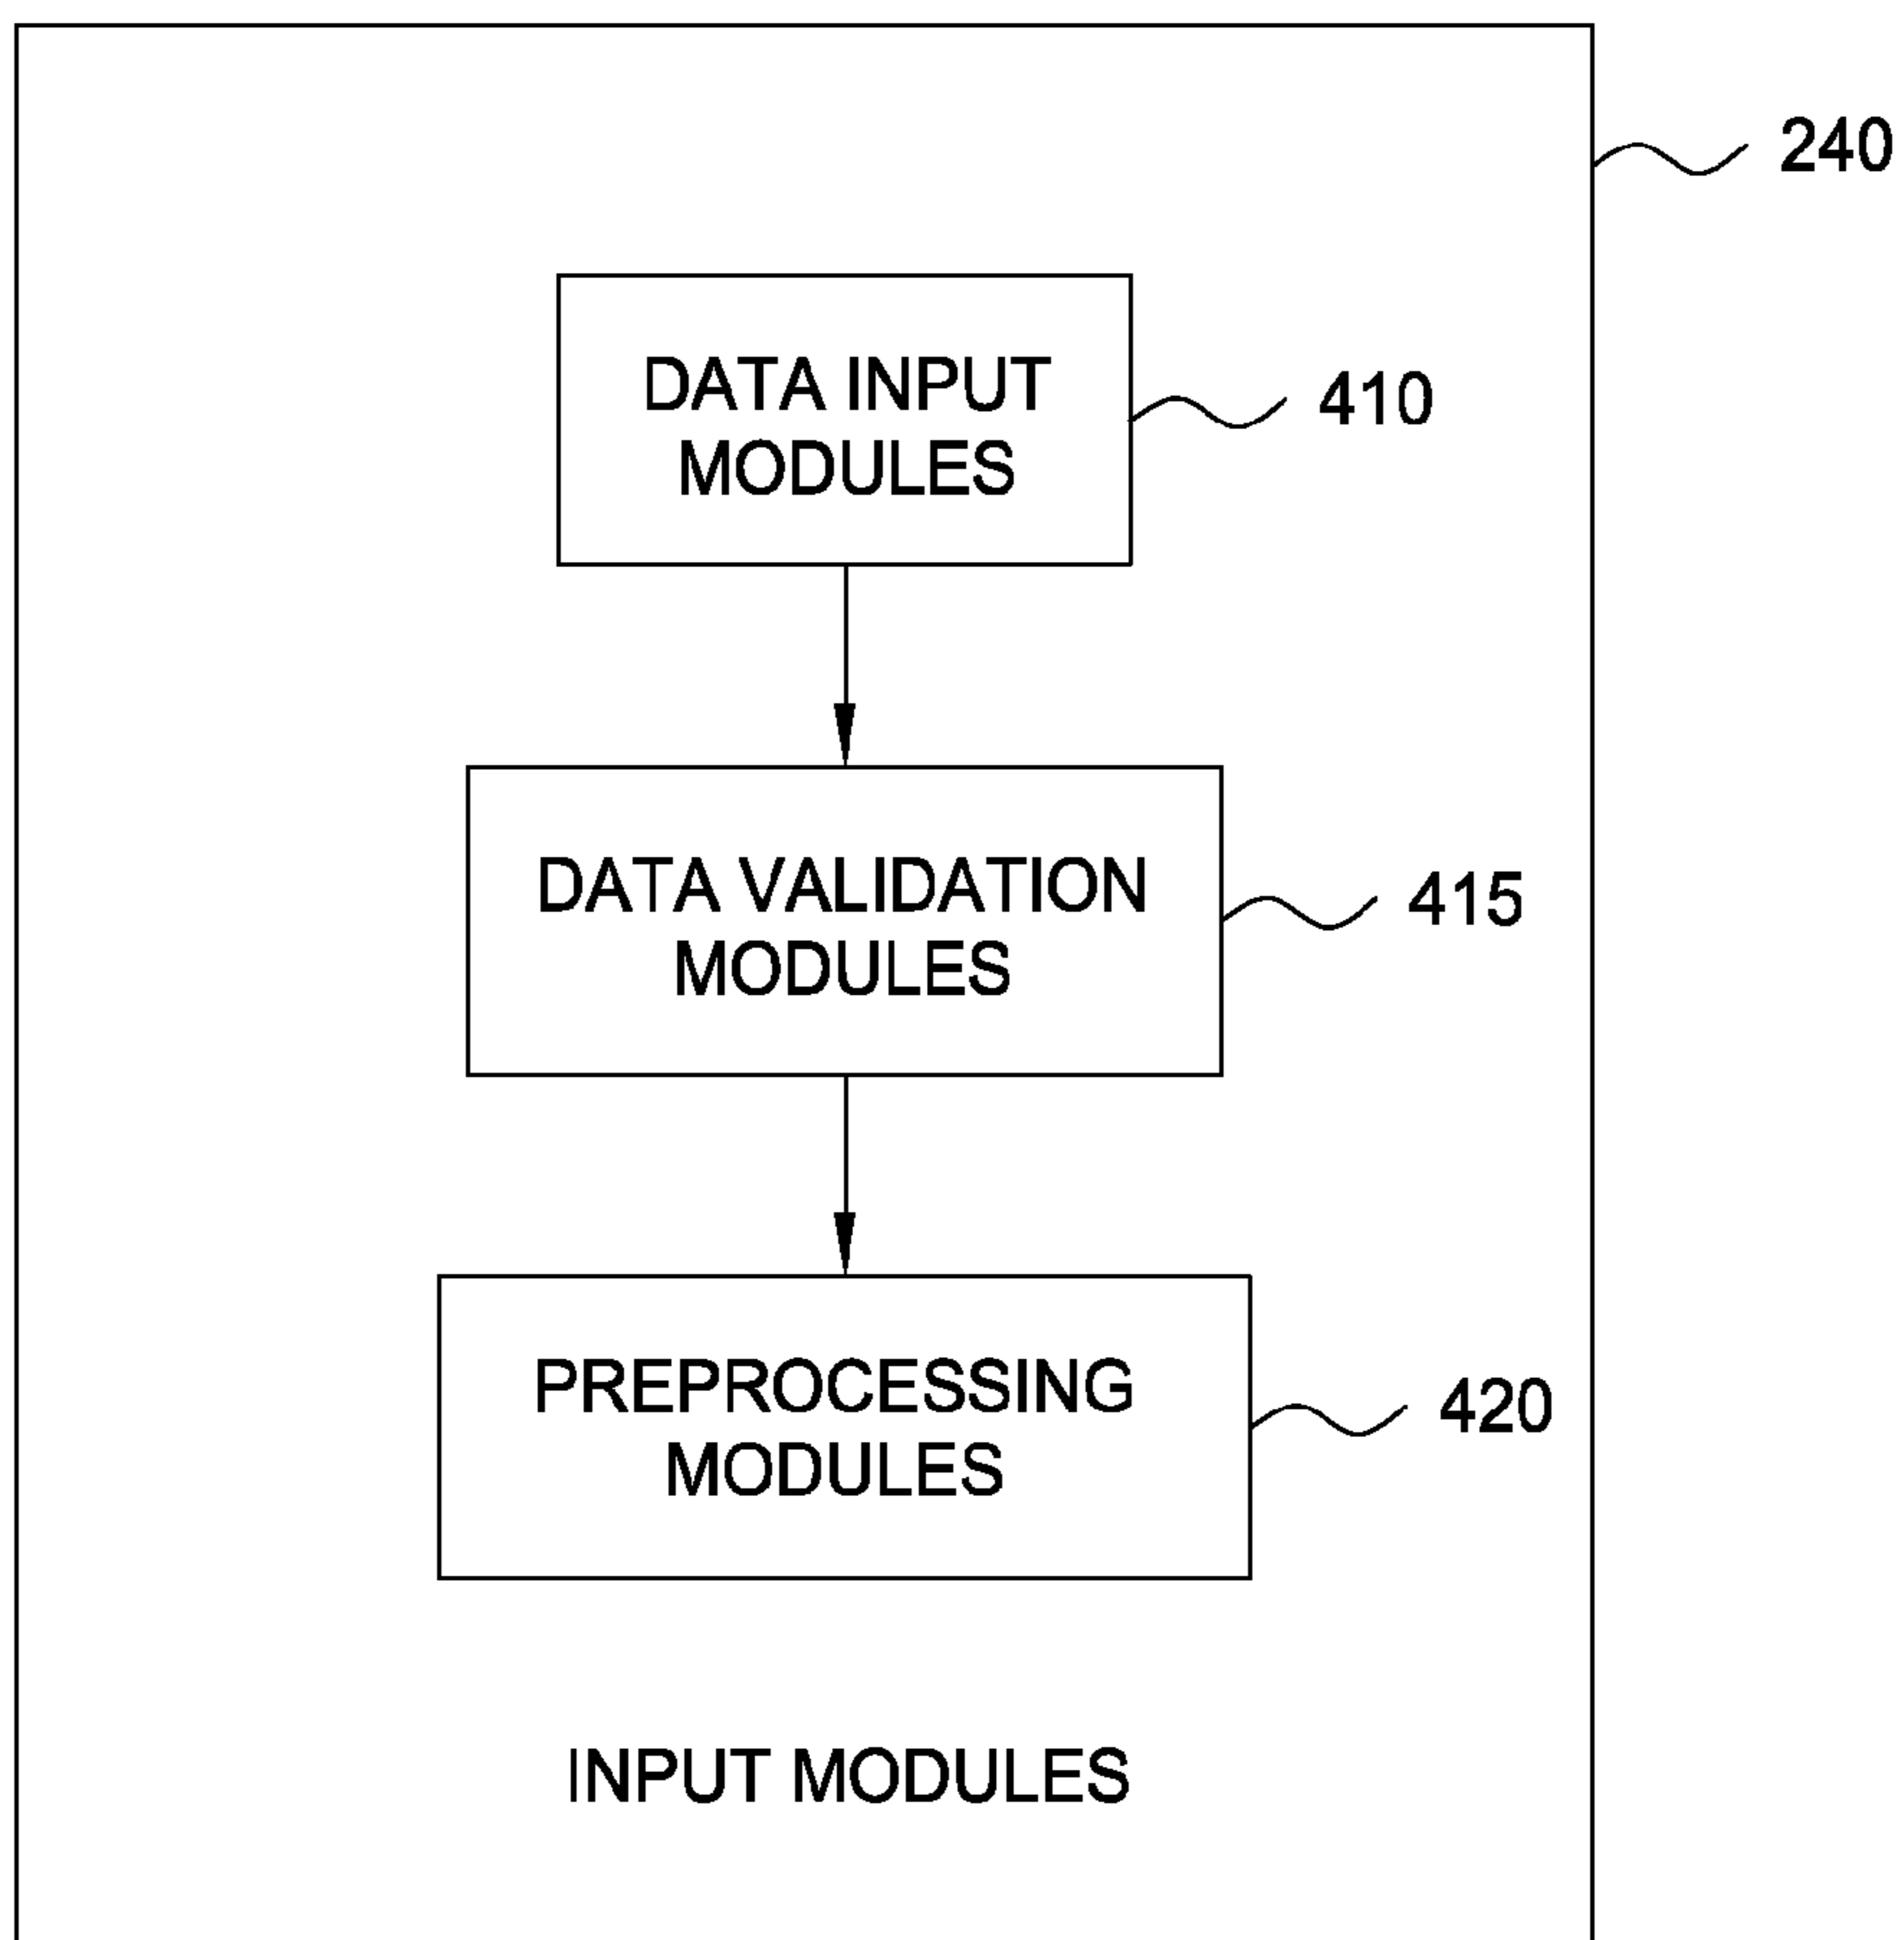 240
DATA INPUT
MODULES
410
DATA VALIDATION
MODULES
415
PREPROCESSING
MODULES
420
INPUT MODULES